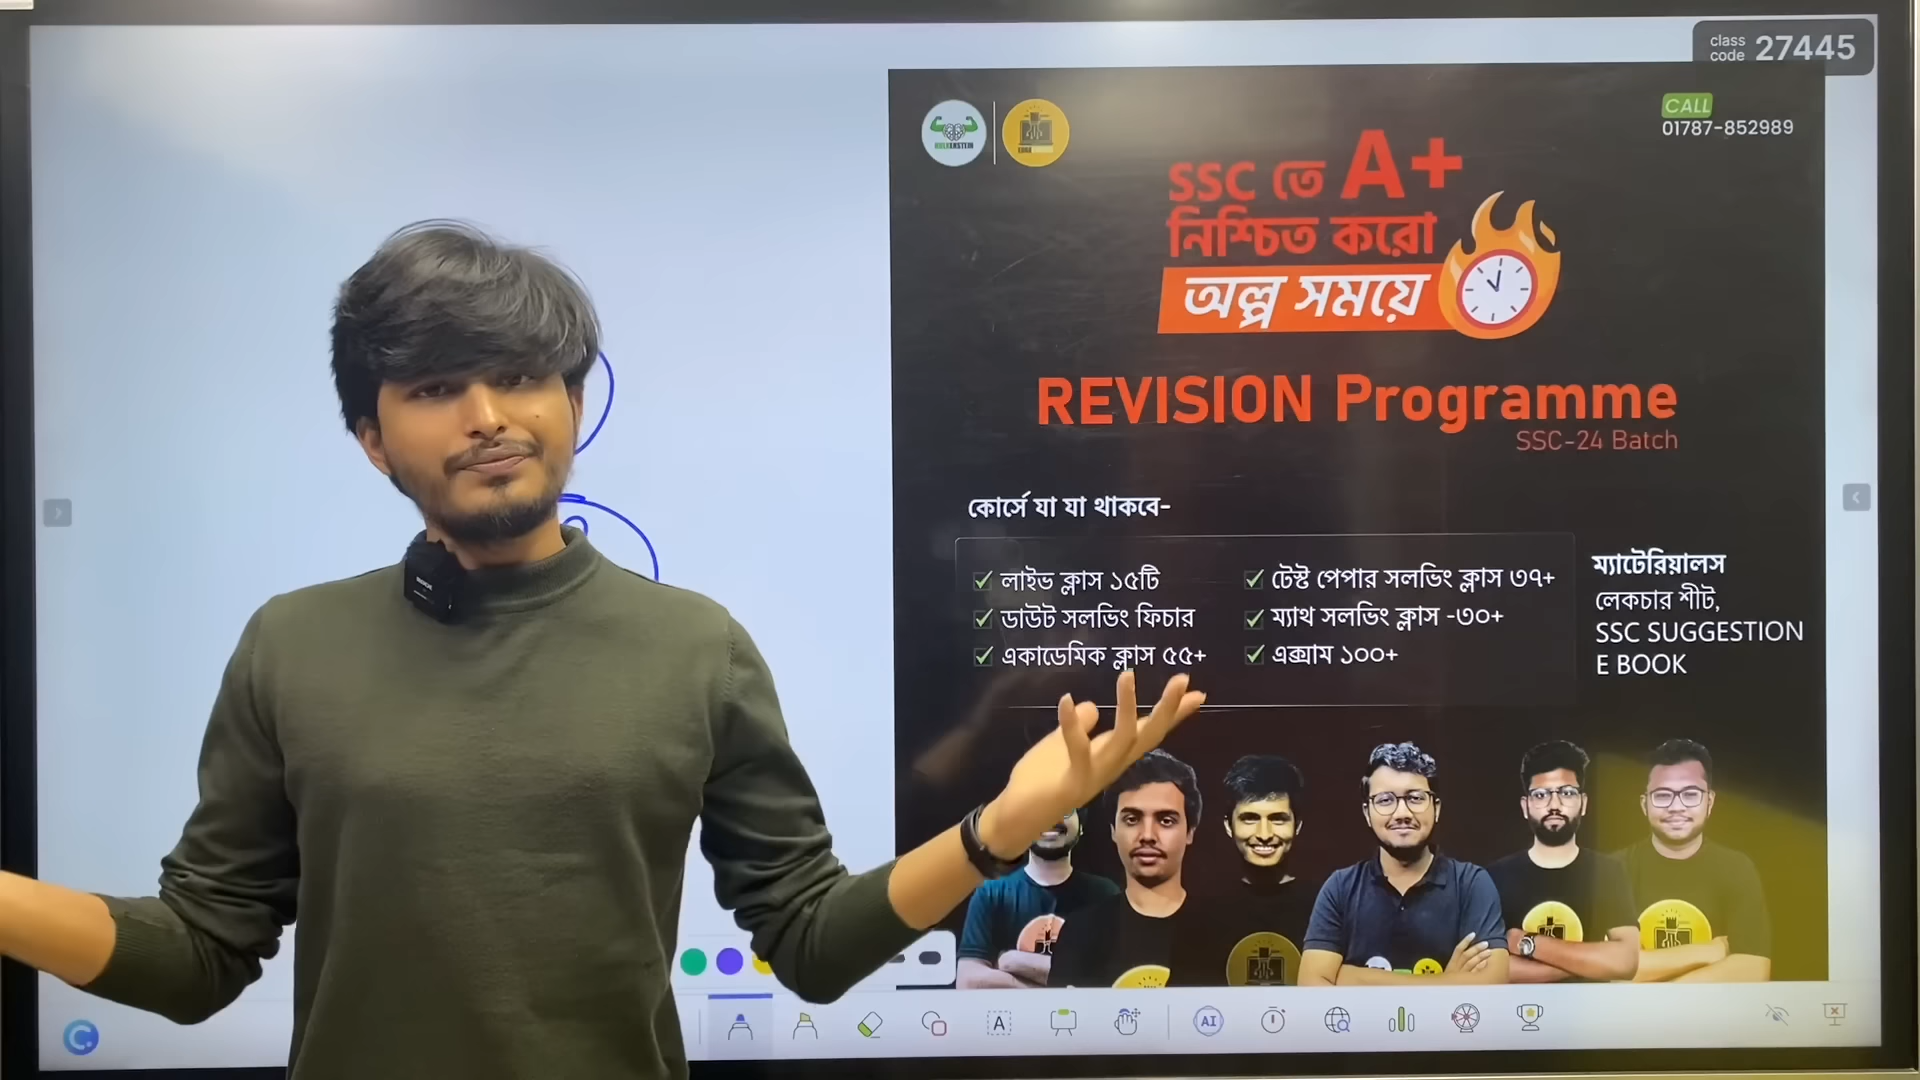 class
code 27445
CALL
01787-852989
SSC তে A+
নিশ্চিত করো
অল্প সময়ে
REVISION Programme
SSC-24 Batch
কোর্সে যা যা থাকবে-
লাইভ ক্লাস ১৫টি
ডাউট সলভিং ফিচার
একাডেমিক ক্লাস ৫৫+
টেস্ট পেপার সলভিং ক্লাস ৩৭+
ম্যাথ সলভিং ক্লাস -৩০+
এক্সাম ১০০+
ম্যাটেরিয়ালস
লেকচার শীট,
SSC SUGGESTION
E BOOK
A
AI